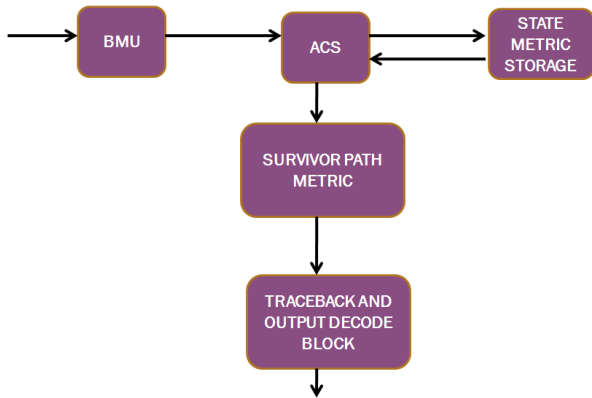 BMU
ACS
STATE
METRIC
STORAGE
SURVIVOR PATH
METRIC
TRACEBACK AND
OUTPUT DECODE
BLOCK